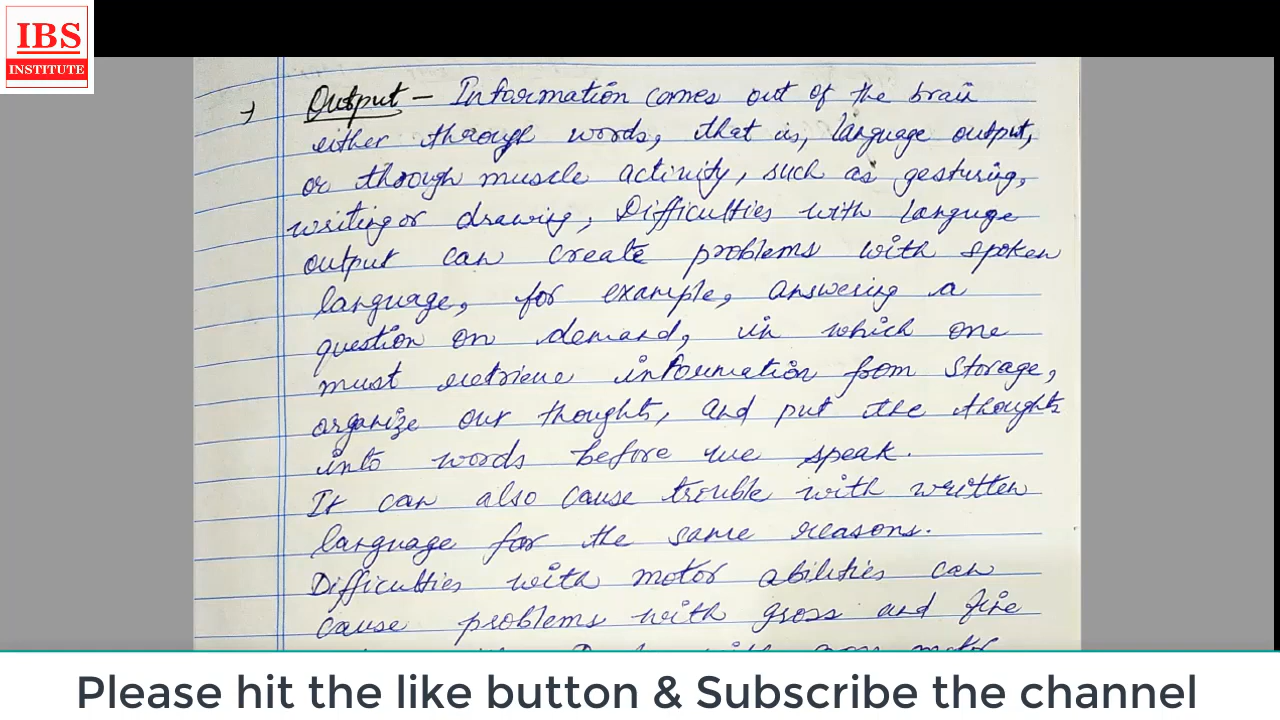 IBS
INSTITUTE
→ Output – Information comes out of the brain
either through words, that is, language output,
or through muscle activity, such as gesturing,
writing or drawing, Difficulties with languge
output can create problems with spoken
language, for example, answering a
question on demand, in which one
must retrieve information from storage,
organize our thoughts, and put the thoughts
into words before we speak.
It can also cause trouble with written
language for the same reasons.
Difficulties with motor abilities can
cause problems with gross and fine
with gross motor
Please hit the like button & Subscribe the channel